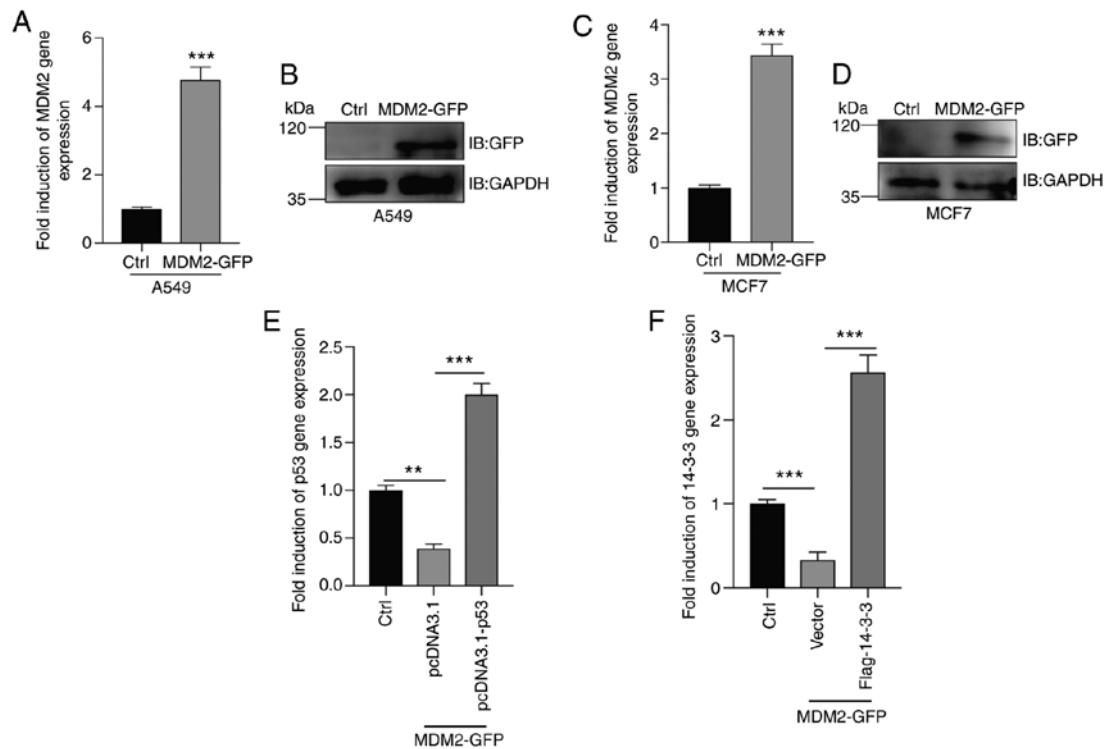 A
Fold induction of MDM2 gene
expression
6
4
2
0
***
Ctrl MDM2-GFP
A549
B
kDa
Ctrl MDM2-GFP
120
IB:GFP
IB:GAPDH
35
A549
C
Fold induction of MDM2 gene
expression
4
3
2
1
0
***
Ctrl MDM2-GFP
MCF7
D
kDa
Ctrl MDM2-GFP
120
IB:GFP
IB:GAPDH
35
MCF7
E
Fold induction of p53 gene expression
2.5
2.0
1.5
1.0
0.5
0.0
**
***
Ctrl
pcDNA3.1
pcDNA3.1-p53
MDM2-GFP
F
Fold induction of 14-3-3 gene expression
3
2
1
0
***
***
Ctrl
Vector
Flag-14-3-3
MDM2-GFP